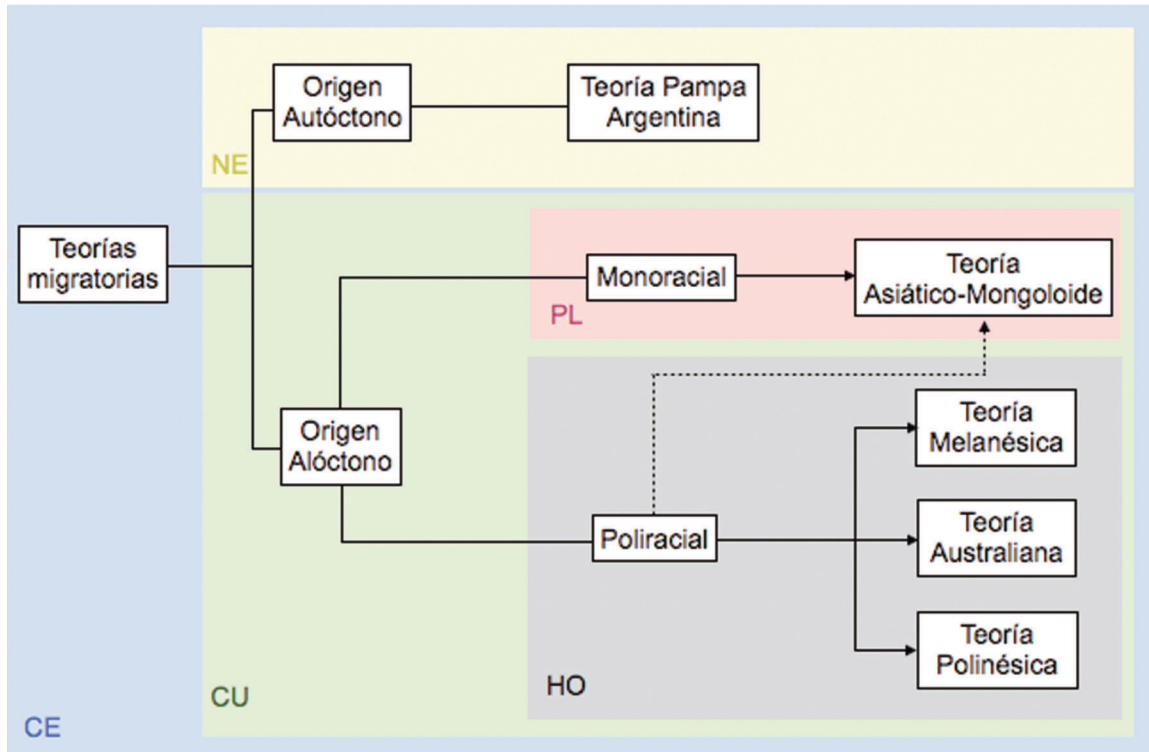 Origen
Autóctono
Teoría Pampa
Argentina
NE
Teorías
migratorias
Monoracial
Teoría
Asiático-Mongoloide
PL
Origen
Alóctono
Teoría
Melanésica
Poliracial
Teoría
Australiana
Teoría
Polinésica
HO
CU
CE